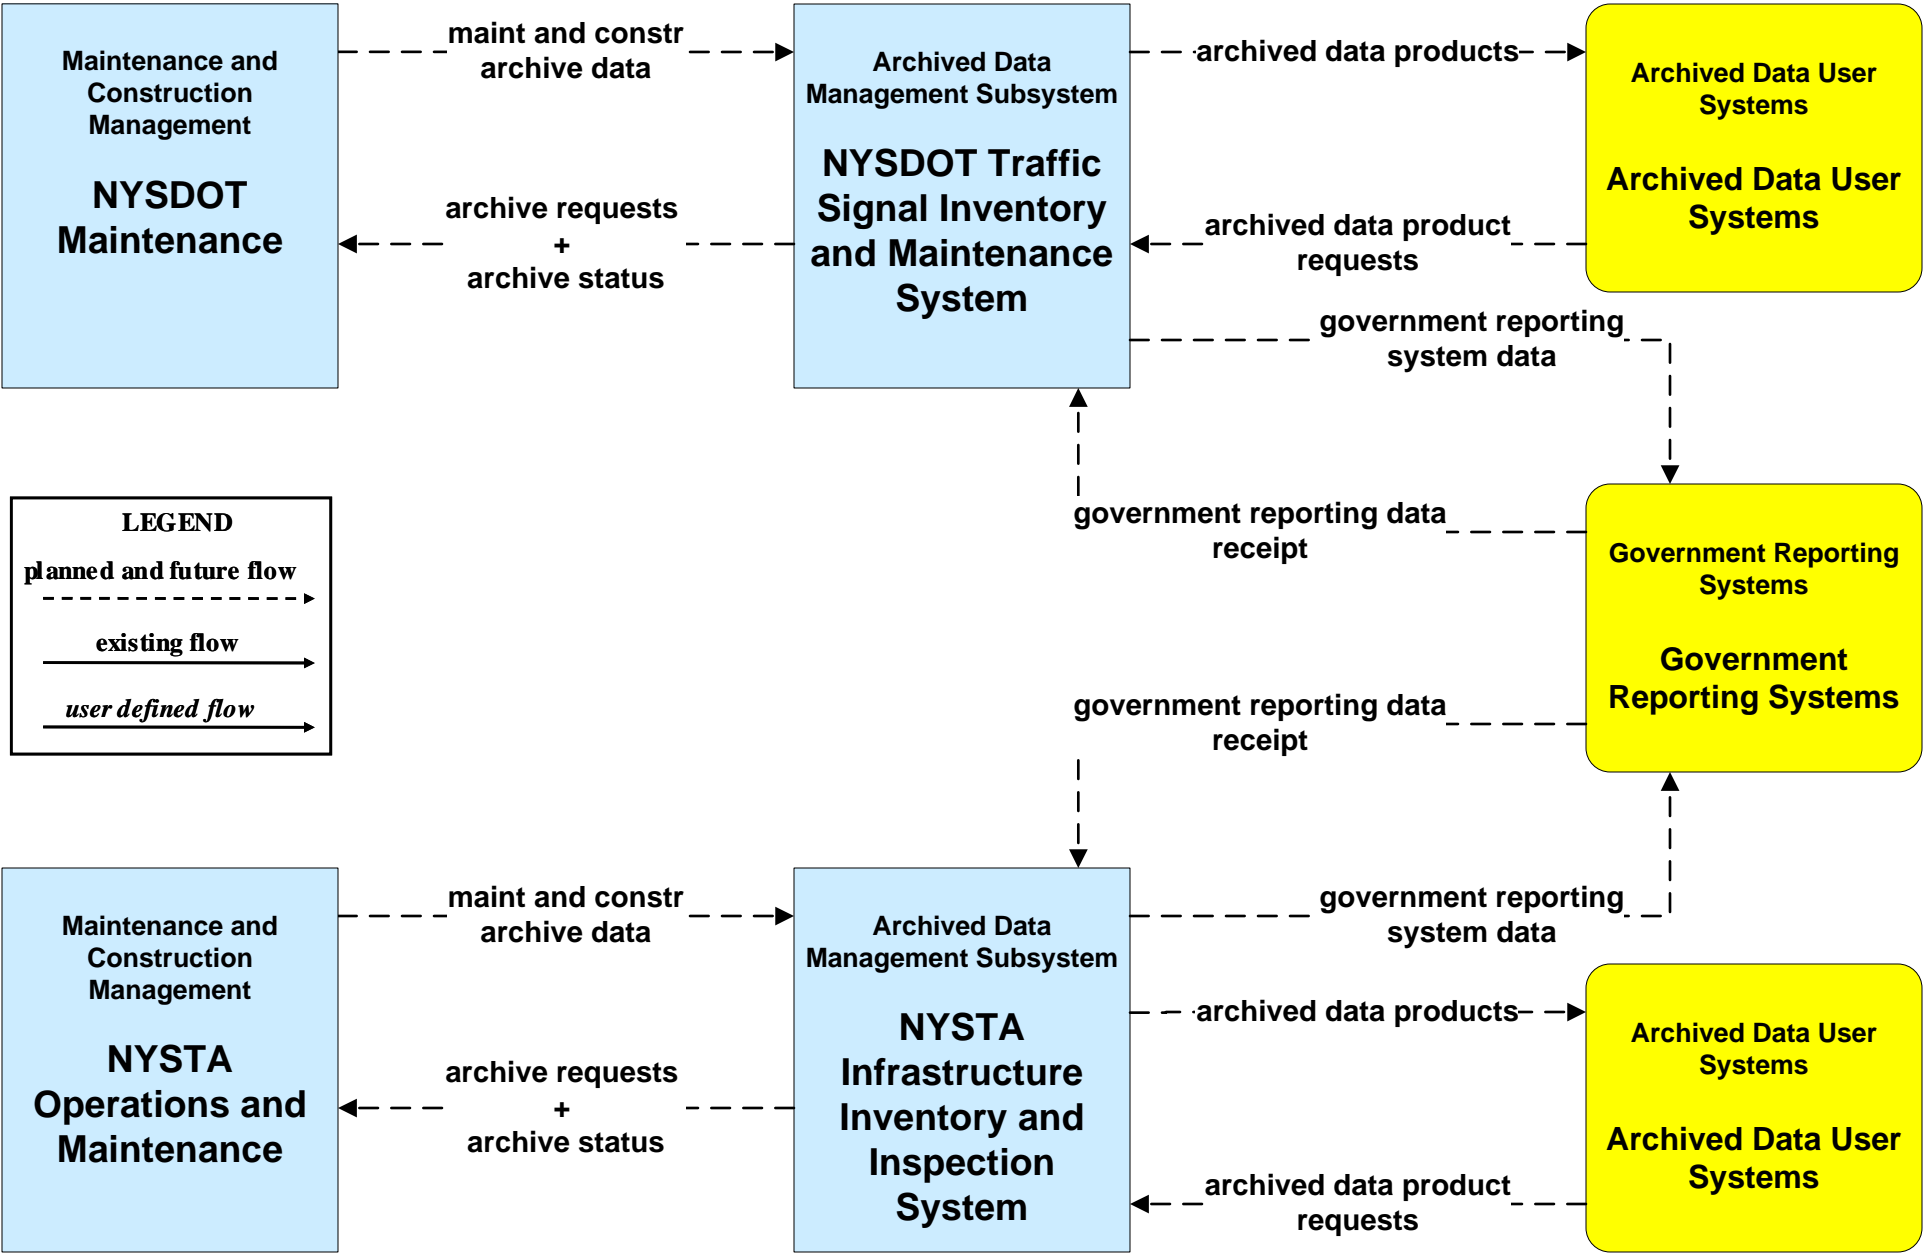 Maintenance and
Construction
Management
NYSDOT
Maintenance
maint and constr
archive data
archive requests
+
archive status
Archived Data
Management Subsystem
NYSDOT Traffic
Signal Inventory
and Maintenance
System
archived data products
archived data product
requests
Archived Data User
Systems
Archived Data User
Systems
government reporting
system data
government reporting data
receipt
Government Reporting
Systems
Government
Reporting Systems
LEGEND
planned and future flow
existing flow
user defined flow
government reporting data
receipt
Maintenance and
Construction
Management
NYSTA
Operations and
Maintenance
maint and constr
archive data
archive requests
+
archive status
Archived Data
Management Subsystem
NYSTA
Infrastructure
Inventory and
Inspection
System
government reporting
system data
archived data products
archived data product
requests
Archived Data User
Systems
Archived Data User
Systems